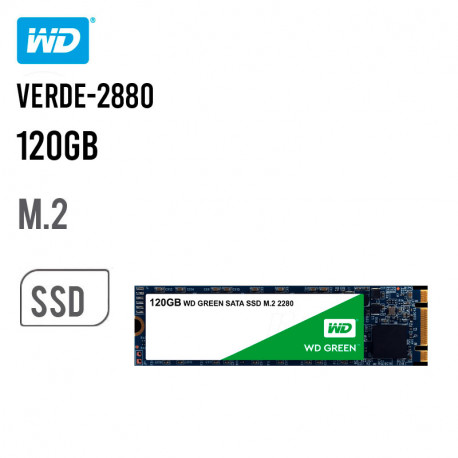 WD
VERDE-2880
120GB
M.2
SSD
120GB WD GREEN SATA SSD M.2 2280
WD
WD GREEN